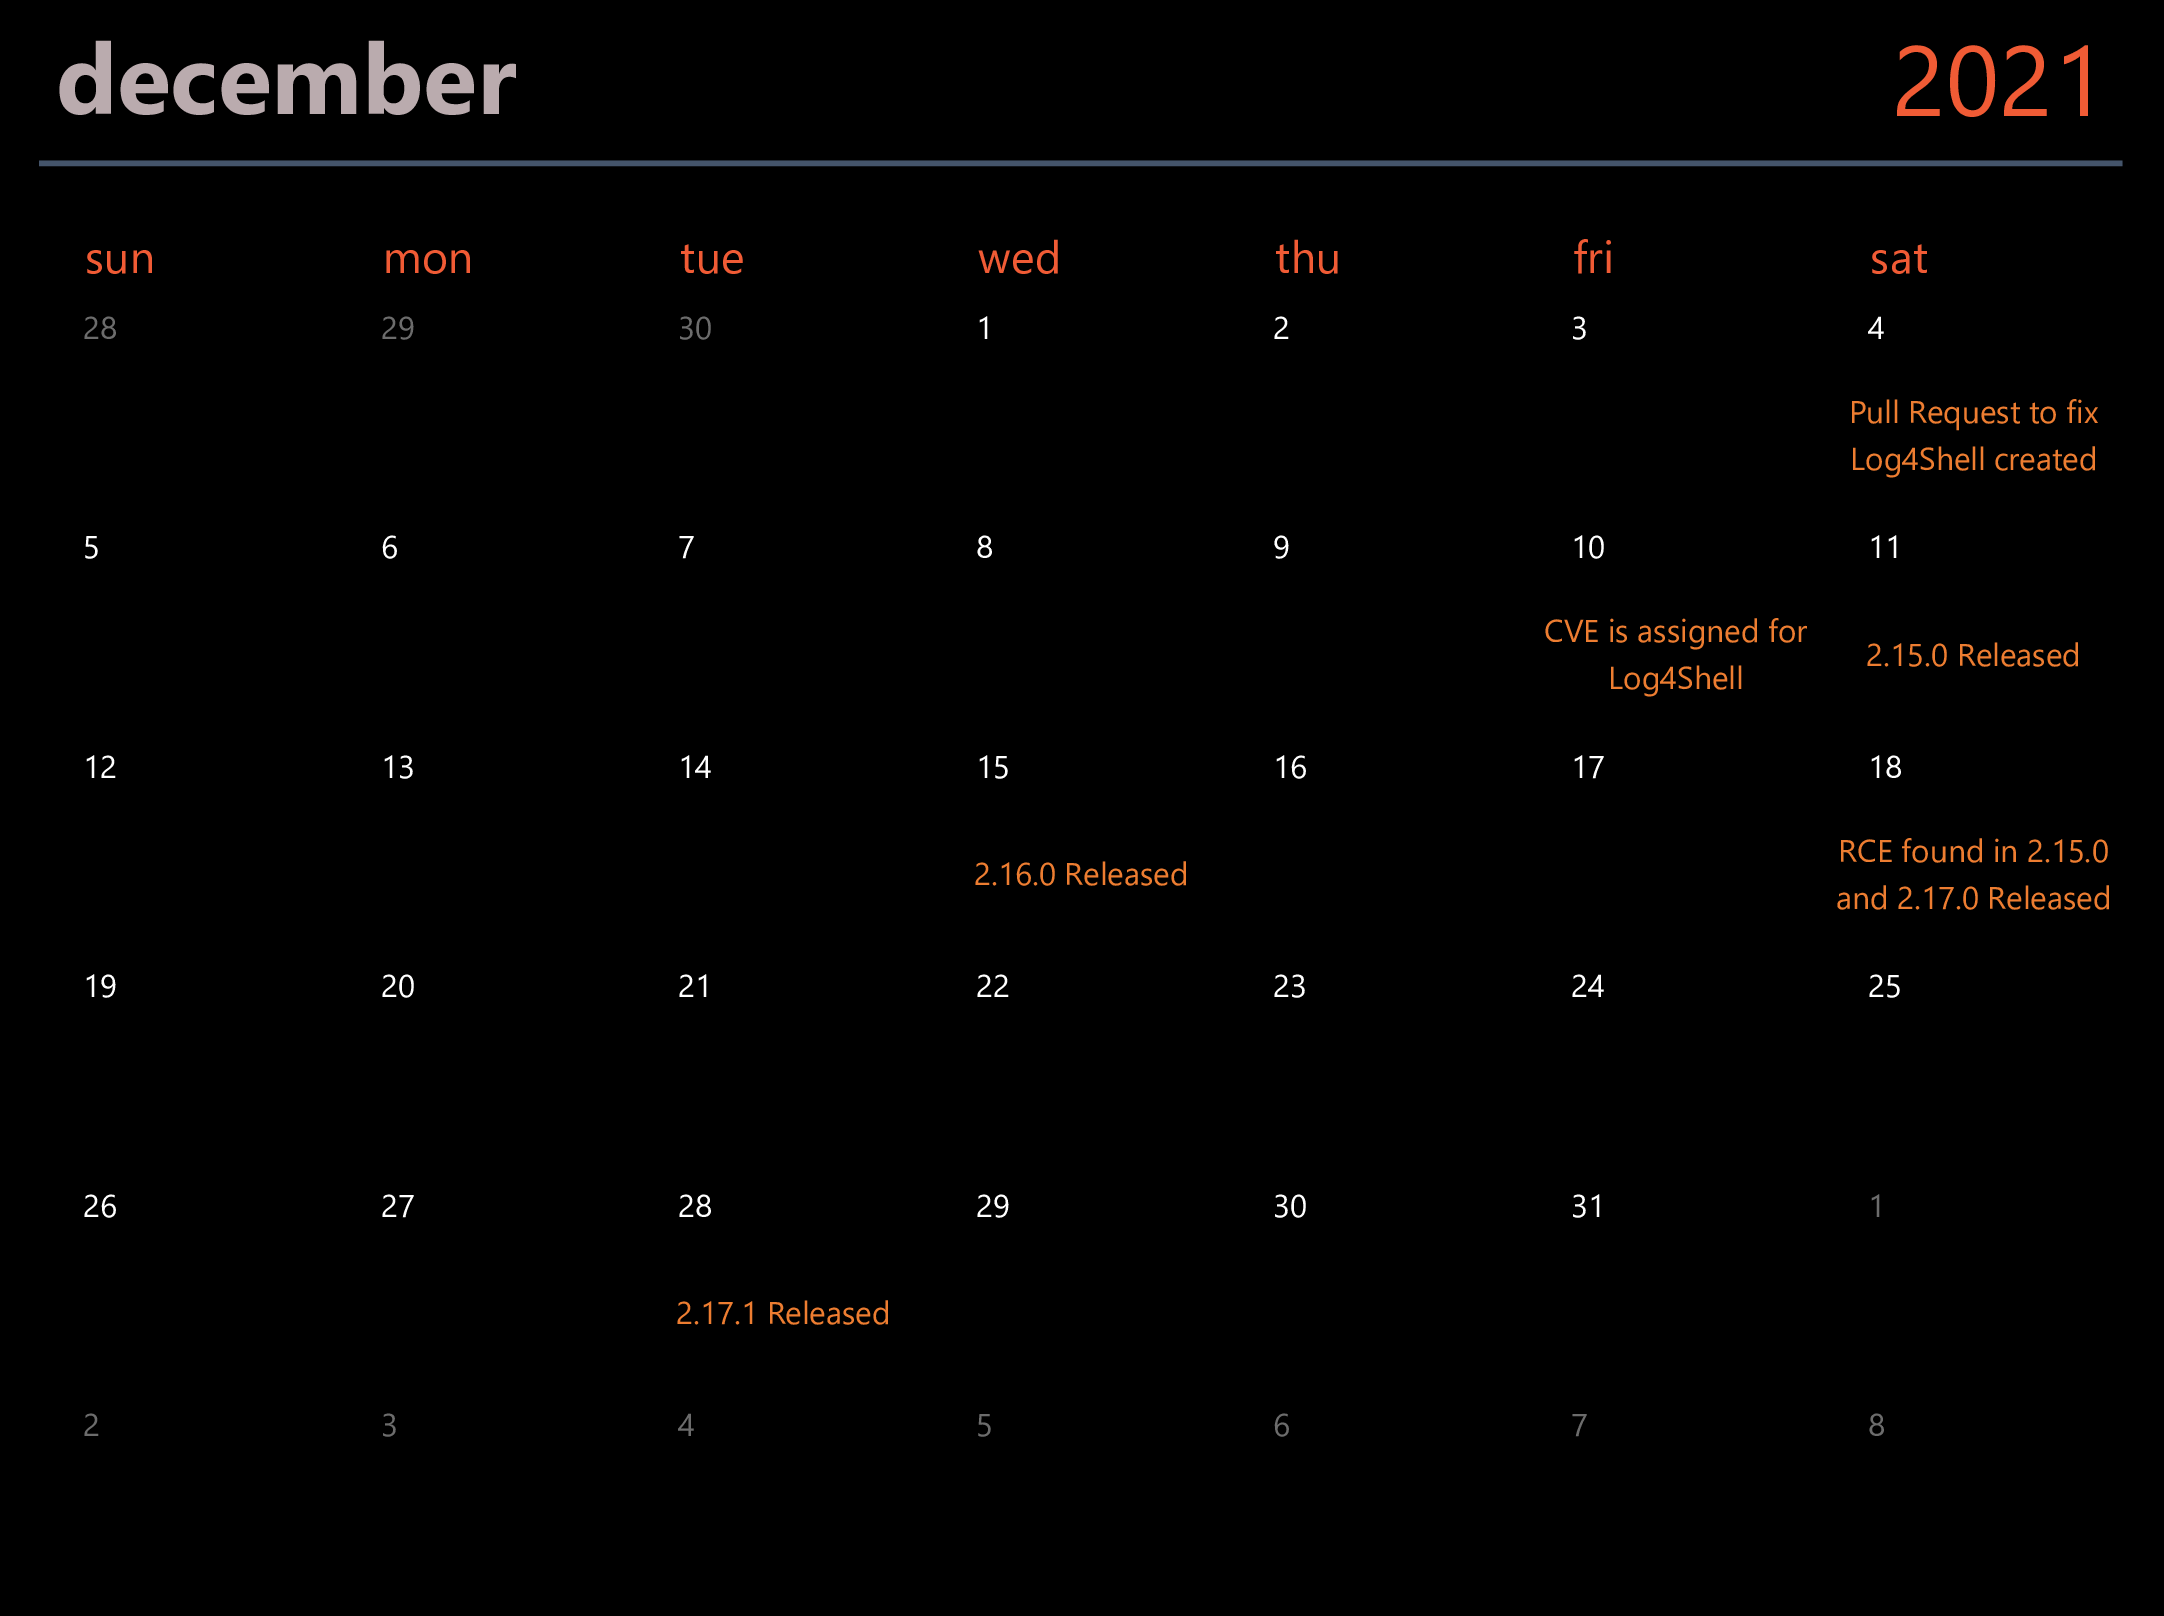 december 2021
sun mon tue wed thu fri sat
28 29 30 1 2 3 4
Pull Request to fix
Log4Shell created
5 6 7 8 9 10 11
CVE is assigned for
Log4Shell
2.15.0 Released
12 13 14 15 16 17 18
2.16.0 Released
RCE found in 2.15.0
and 2.17.0 Released
19 20 21 22 23 24 25
26 27 28 29 30 31 1
2.17.1 Released
2 3 4 5 6 7 8